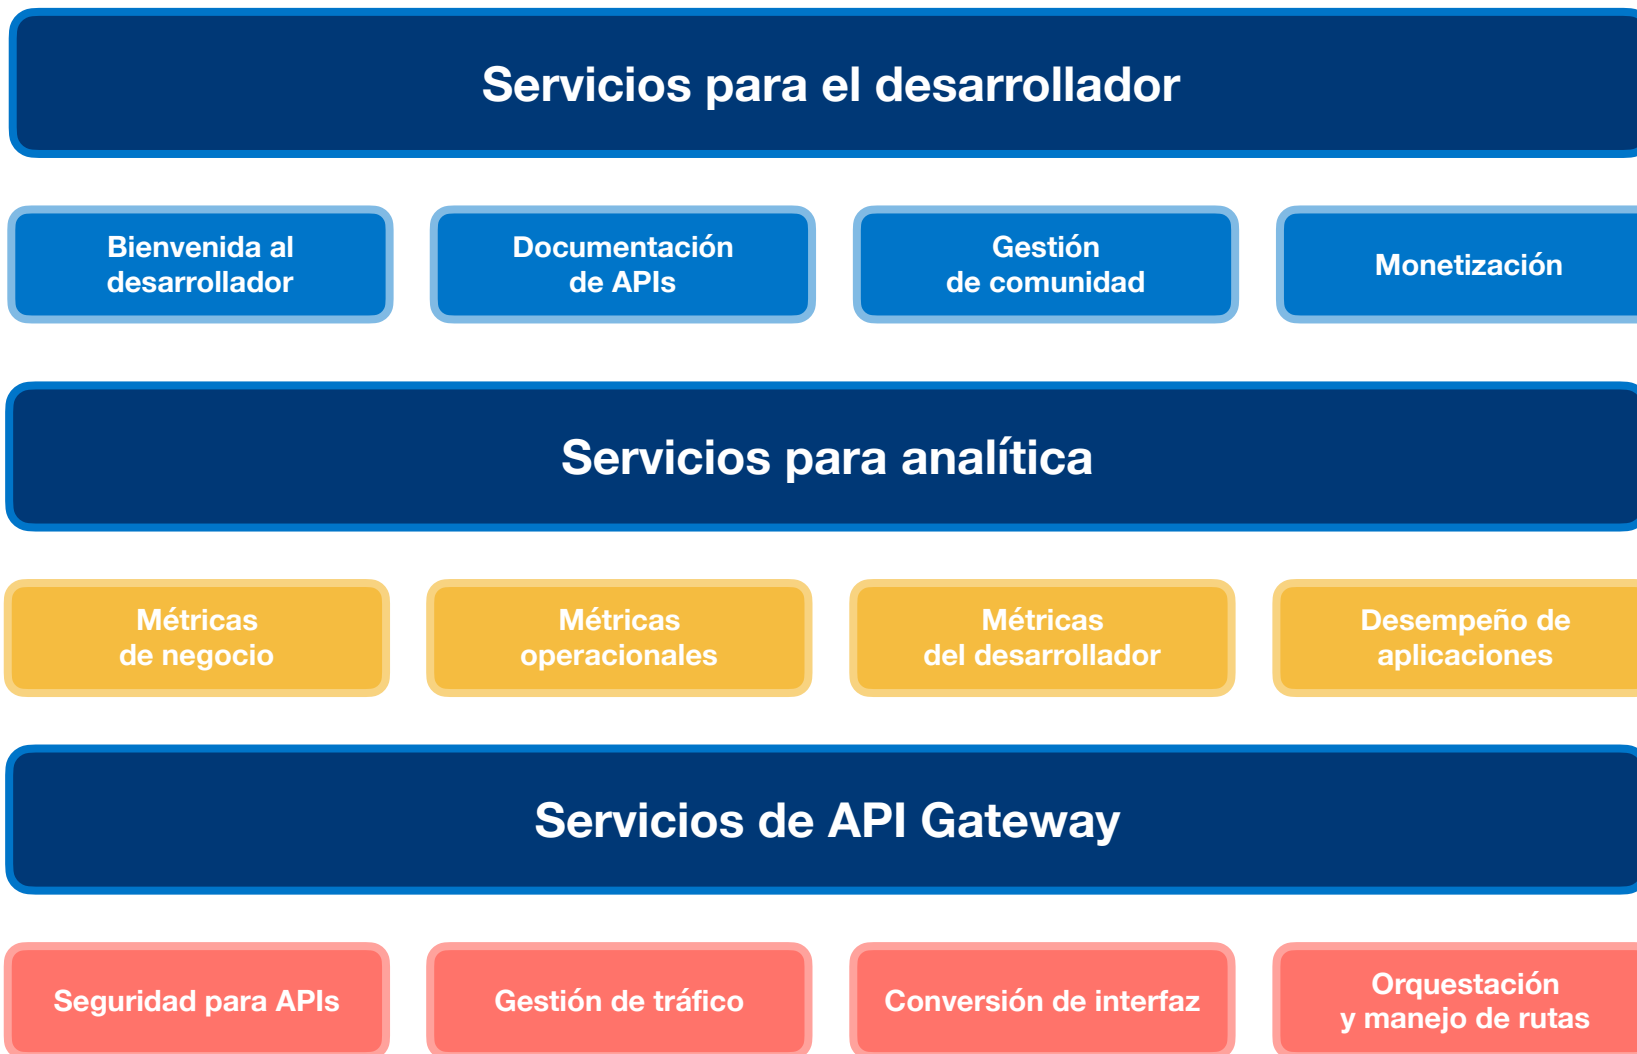 Servicios para el desarrollador
Bienvenida al
desarrollador
Documentación
de APIs
Gestión
de comunidad
Monetización
Servicios para analítica
Métricas
de negocio
Métricas
operacionales
Métricas
del desarrollador
Desempeño de
aplicaciones
Servicios de API Gateway
Seguridad para APIs
Gestión de tráfico
Conversión de interfaz
Orquestación
y manejo de rutas